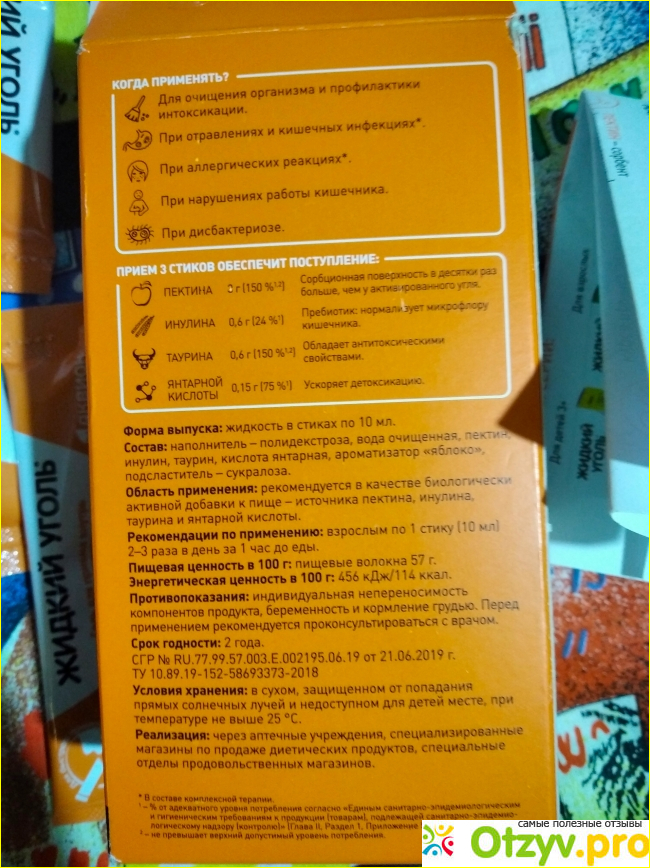 КОГДА ПРИМЕНЯТЬ?
Для очищения организма и профилактики
интоксикации.
При отравлениях и кишечных инфекциях*.
При аллергических реакциях*.
При нарушениях работы кишечника.
При дисбактериозе.
ПРИЕМ 3 СТИКОВ ОБЕСПЕЧИТ ПОСТУПЛЕНИЕ:
ПЕКТИНА г (150 %¹·²) Сорбционная поверхность в десятки раз
больше, чем у активированного угля.
ИНУЛИНА 0,6 г (24 %¹) Пребиотик: нормализует микрофлору
кишечника.
ТАУРИНА 0,6 г (150 %¹·²) Обладает антитоксическими
свойствами.
ЯНТАРНОЙ
КИСЛОТЫ 0,15 г (75 %¹) Ускоряет детоксикацию.
Форма выпуска: жидкость в стиках по 10 мл.
Состав: наполнитель – полидекстроза, вода очищенная, пектин,
инулин, таурин, кислота янтарная, ароматизатор «яблоко»,
подсластитель – сукралоза.
Область применения: рекомендуется в качестве биологически
активной добавки к пище – источника пектина, инулина,
таурина и янтарной кислоты.
Рекомендации по применению: взрослым по 1 стику (10 мл)
2–3 раза в день за 1 час до еды.
Пищевая ценность в 100 г: пищевые волокна 57 г.
Энергетическая ценность в 100 г: 456 кДж/114 ккал.
Противопоказания: индивидуальная непереносимость
компонентов продукта, беременность и кормление грудью. Перед
применением рекомендуется проконсультироваться с врачом.
Срок годности: 2 года.
СГР № RU.77.99.57.003.Е.002195.06.19 от 21.06.2019 г.
ТУ 10.89.19-152-58693373-2018
Условия хранения: в сухом, защищенном от попадания
прямых солнечных лучей и недоступном для детей месте, при
температуре не выше 25 °С.
Реализация: через аптечные учреждения, специализированные
магазины по продаже диетических продуктов, специальные
отделы продовольственных магазинов.
* В составе комплексной терапии.
¹ – % от адекватного уровня потребления согласно «Единым санитарно-эпидемиологическим
и гигиеническим требованиям к продукции (товарам), подлежащей санитарно-эпидемио-
логическому надзору (контролю)» (Глава II, Раздел 1, Приложение
² – не превышает верхний допустимый уровень потребления.
ЖИДКИЙ УГОЛЬ
УГОЛЬ
сорбент
Для взрослых
Для детей 3+
ЖИДКИЙ
УГОЛЬ
самые полезные отзывы
Otzyv.pro